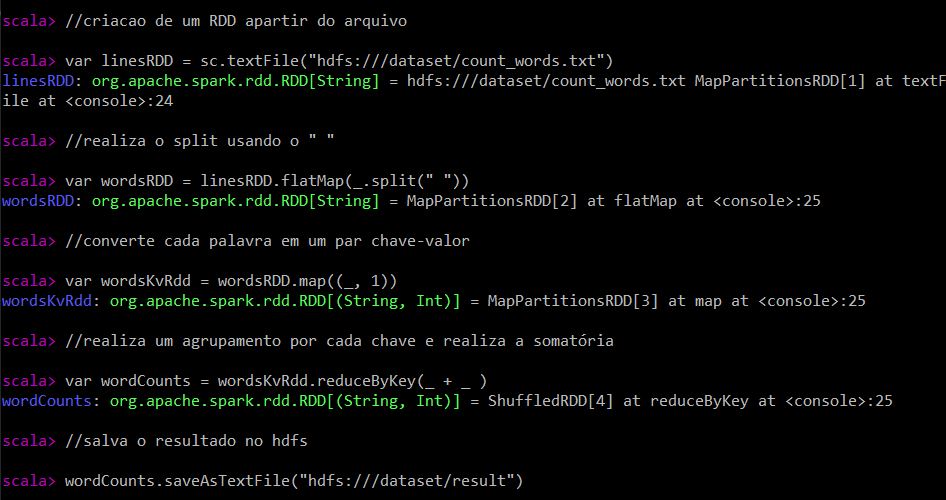 scala> //criacao de um RDD apartir do arquivo
scala> var linesRDD = sc.textFile("hdfs:///dataset/count_words.txt")
linesRDD: org.apache.spark.rdd.RDD[String] = hdfs:///dataset/count_words.txt MapPartitionsRDD[1] at textF
ile at <console>:24
scala> //realiza o split usando o " "
scala> var wordsRDD = linesRDD.flatMap(_.split(" "))
wordsRDD: org.apache.spark.rdd.RDD[String] = MapPartitionsRDD[2] at flatMap at <console>:25
scala> //converte cada palavra em um par chave-valor
scala> var wordsKvRdd = wordsRDD.map((_, 1))
wordsKvRdd: org.apache.spark.rdd.RDD[(String, Int)] = MapPartitionsRDD[3] at map at <console>:25
scala> //realiza um agrupamento por cada chave e realiza a somatória
scala> var wordCounts = wordsKvRdd.reduceByKey(_ + _ )
wordCounts: org.apache.spark.rdd.RDD[(String, Int)] = ShuffledRDD[4] at reduceByKey at <console>:25
scala> //salva o resultado no hdfs
scala> wordCounts.saveAsTextFile("hdfs:///dataset/result")